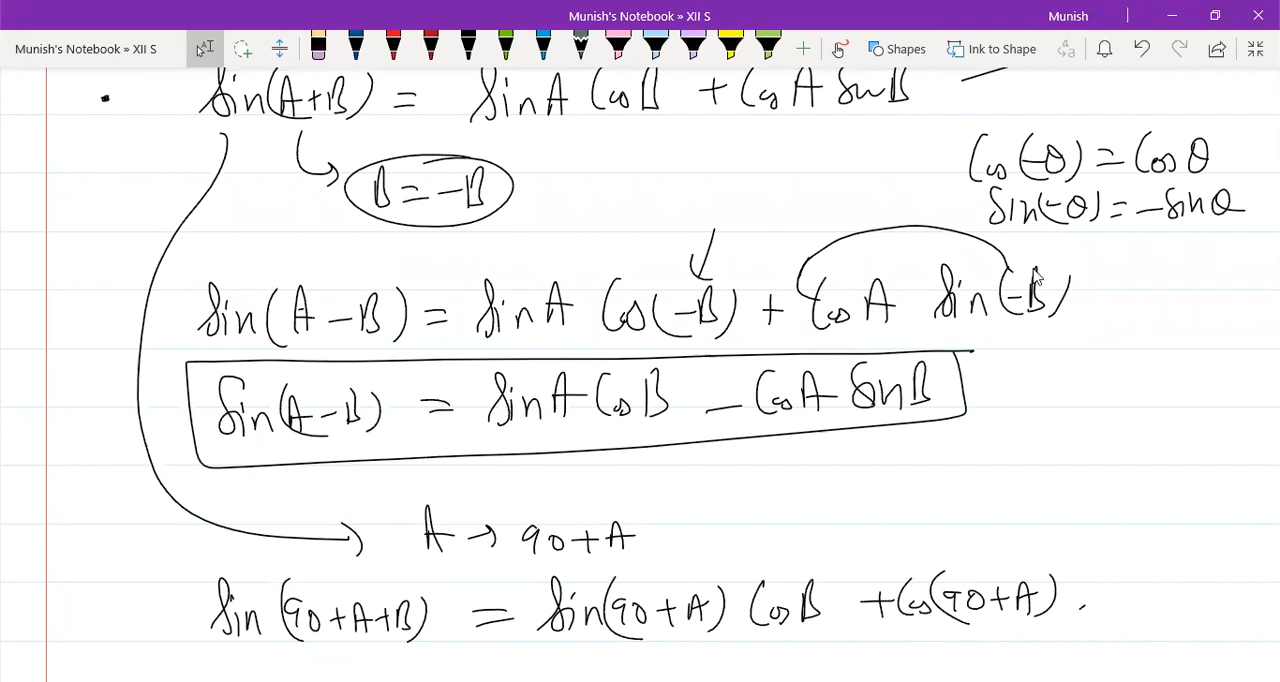 Munish's Notebook » XII S
Munish
Munish's Notebook » XII S
Shapes
Ink to Shape
Sin(A+B) = SinA CosB + CosA SinB
B = -B
Cos(-θ) = Cosθ
Sin(-θ) = -Sinθ
Sin(A-B) = SinA Cos(-B) + CosA Sin(-B)
Sin(A-B) = SinA CosB - CosA SinB
A → 90+A
Sin(90+A+B) = Sin(90+A) CosB + Cos(90+A) .